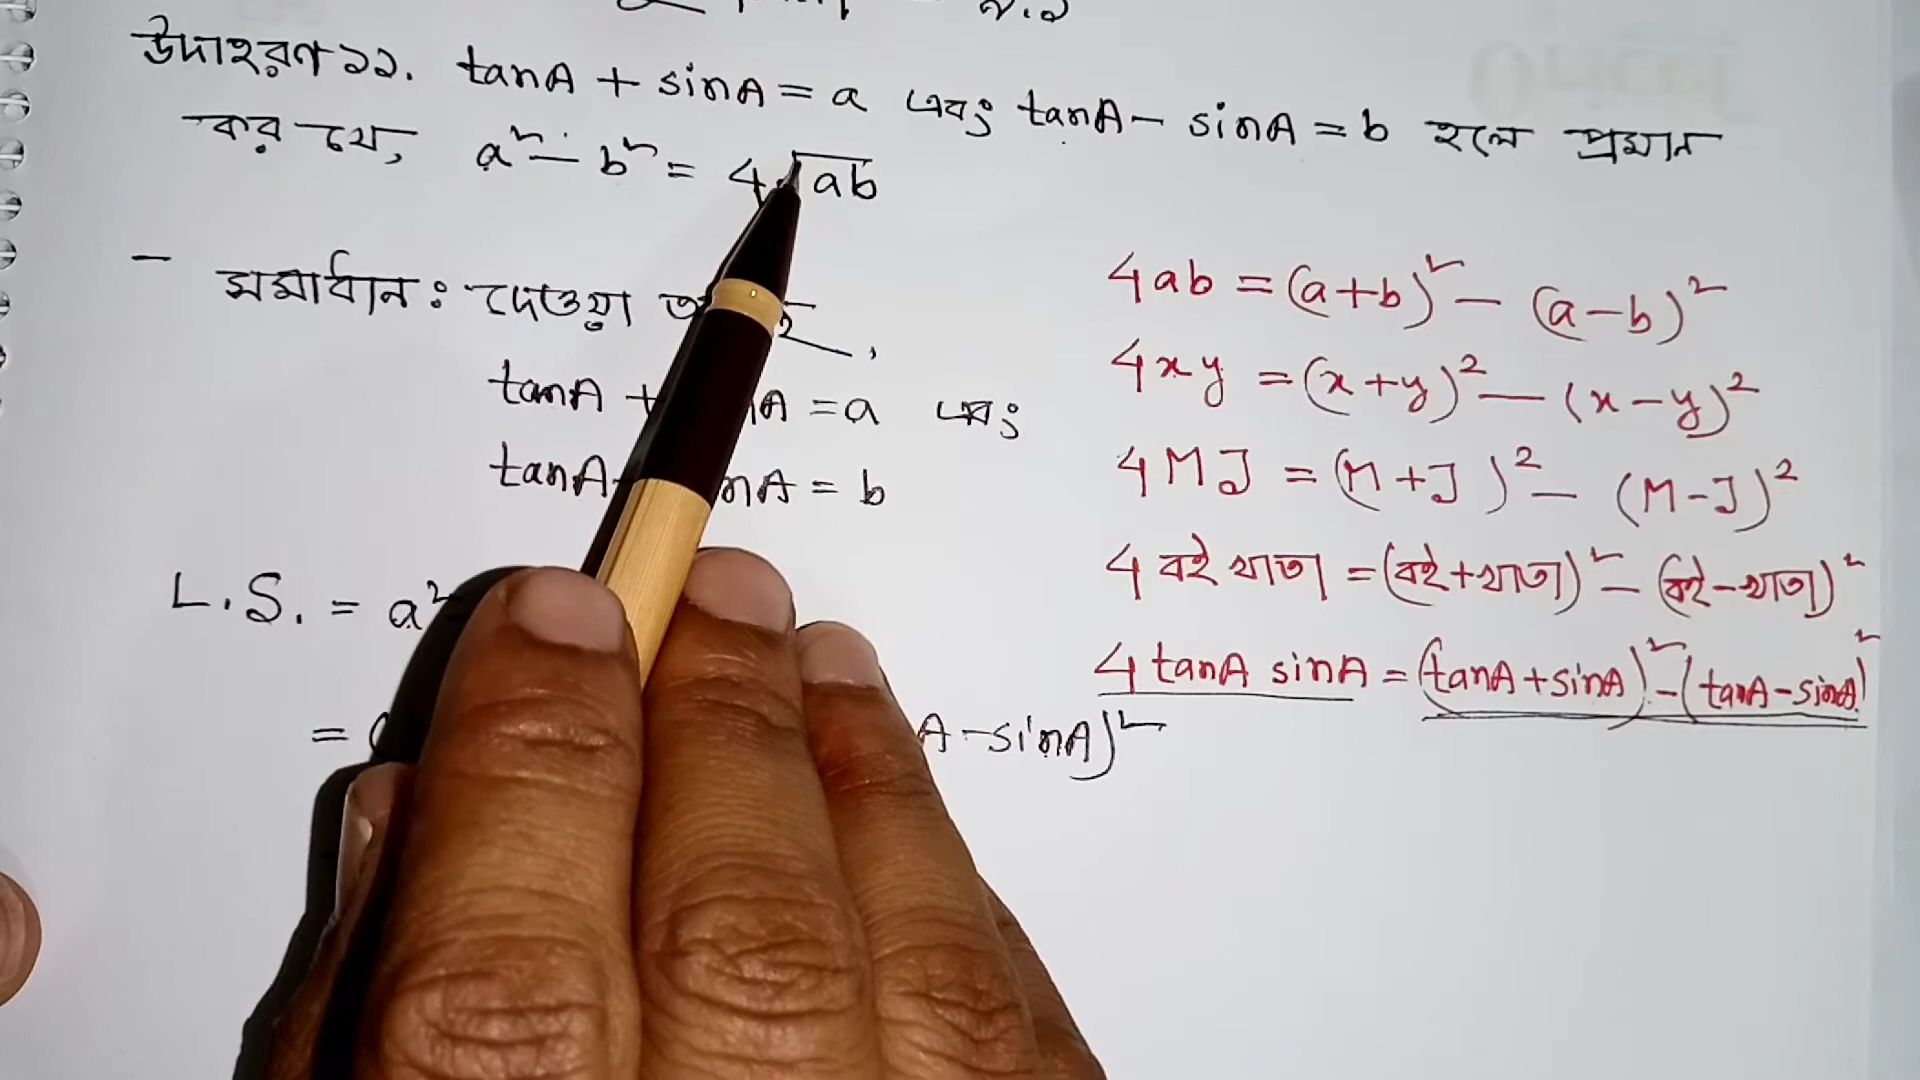 উদাহরণ ১১. tanA + sinA = a এবং tanA - sinA = b হলে প্রমান
কর যে, a² - b² = 4√ab
- সমাধান : দেওয়া
tanA + A = a এবং
tanA - nA = b
L.S. = a²
= ( A - sinA)²
4ab = (a+b)² - (a-b)²
4xy = (x+y)² - (x-y)²
4MJ = (M+J)² - (M-J)²
4 বই খাতা = (বই+খাতা)² - (বই-খাতা)²
4 tanA sinA = (tanA+sinA)² - (tanA-sinA)²